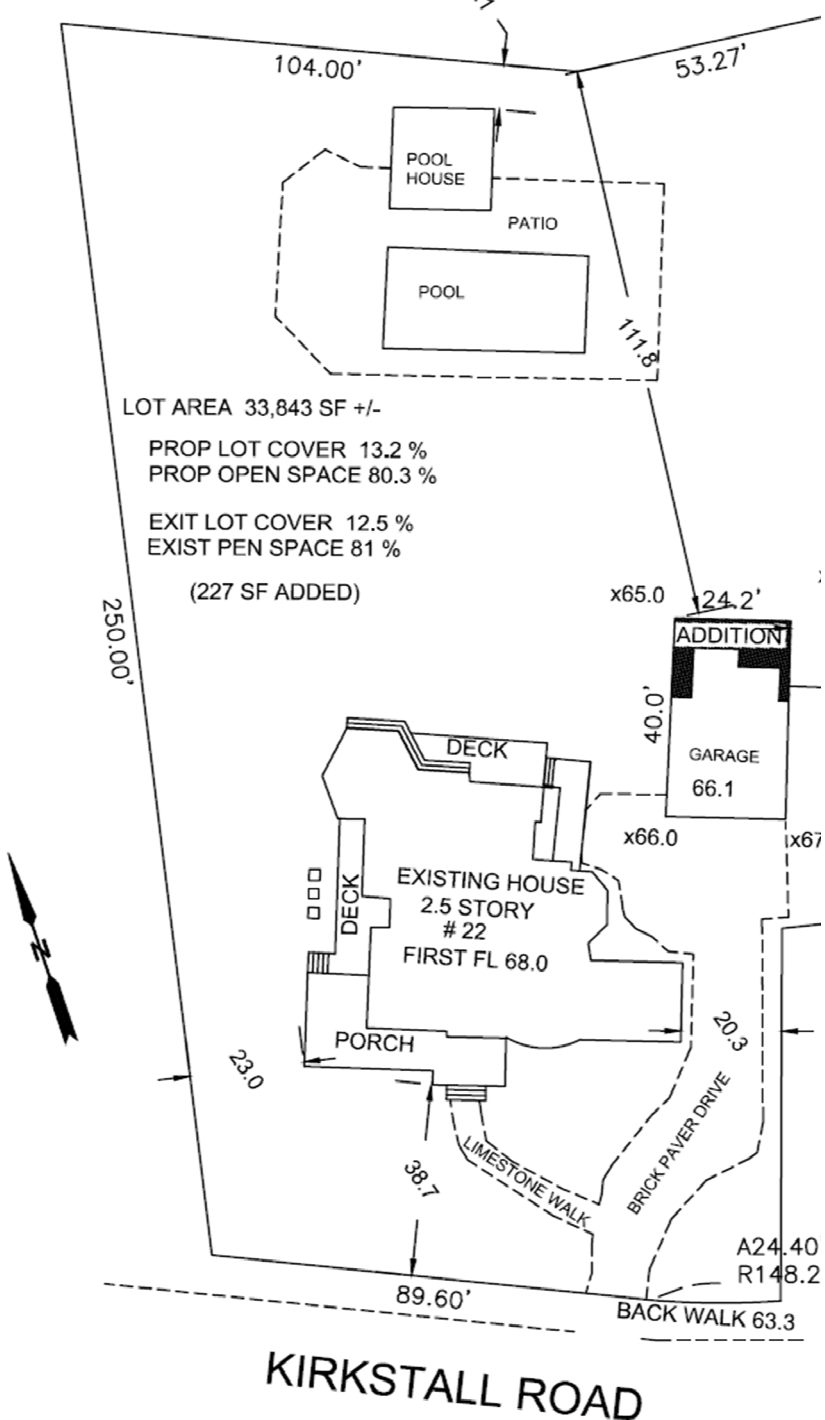 104.00'
53.27'
POOL
HOUSE
PATIO
POOL
111.8
LOT AREA 33,843 SF +/-
PROP LOT COVER 13.2 %
PROP OPEN SPACE 80.3 %
EXIT LOT COVER 12.5 %
EXIST PEN SPACE 81 %
(227 SF ADDED)
x65.0
24.2'
ADDITION
250.00'
40.0'
GARAGE
66.1
DECK
x66.0
x67
EXISTING HOUSE
2.5 STORY
# 22
FIRST FL 68.0
DECK
N
PORCH
20.3
23.0
BRICK PAVER DRIVE
LIMESTONE WALK
38.7
A24.40
R148.2
89.60'
BACK WALK 63.3
KIRKSTALL ROAD